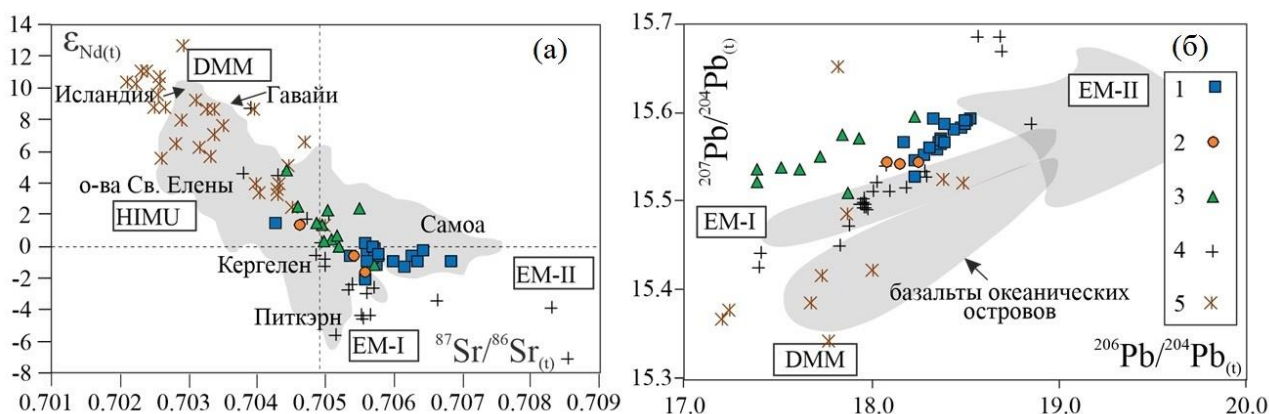 14
12
10
8
6
4
2
0
-2
-4
-6
-8
εNd(t)
(а)
DMM
Исландия
Гавайи
о-ва Св. Елены
HIMU
Самоа
Кергелен
EM-II
Питкэрн
EM-I
87Sr/86Sr(t)
0.701 0.702 0.703 0.704 0.705 0.706 0.707 0.708 0.709
15.7
15.6
15.5
15.4
15.3
207Pb/204Pb(t)
(б)
EM-II
1
2
3
4
5
EM-I
базальты океанических
островов
DMM
206Pb/204Pb(t)
17.0 18.0 19.0 20.0